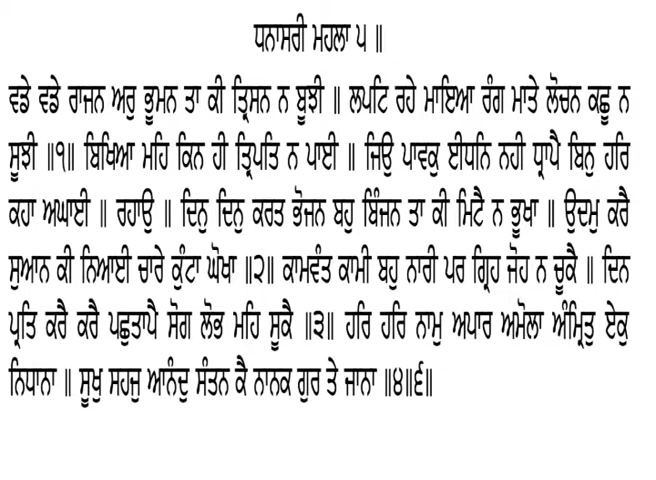 ਧਨਾਸਰੀ ਮਹਲਾ ੫ ॥
ਵਡੇ ਵਡੇ ਰਾਜਨ ਅਰੁ ਭੂਮਨ ਤਾ ਕੀ ਤ੍ਰਿਸਨ ਨ ਬੂਝੀ ॥ ਲਪਟਿ ਰਹੇ ਮਾਇਆ ਰੰਗ ਮਾਤੇ ਲੋਚਨ ਕਛੂ ਨ
ਸੂਝੀ ॥੧॥ ਬਿਖਿਆ ਮਹਿ ਕਿਨ ਹੀ ਤ੍ਰਿਪਤਿ ਨ ਪਾਈ ॥ ਜਿਉ ਪਾਵਕੁ ਈਧਨਿ ਨਹੀ ਧ੍ਰਾਪੈ ਬਿਨੁ ਹਰਿ
ਕਹਾ ਅਘਾਈ ॥ ਰਹਾਉ ॥ ਦਿਨੁ ਦਿਨੁ ਕਰਤ ਭੋਜਨ ਬਹੁ ਬਿੰਜਨ ਤਾ ਕੀ ਮਿਟੈ ਨ ਭੂਖਾ ॥ ਉਦਮੁ ਕਰੈ
ਸੁਆਨ ਕੀ ਨਿਆਈ ਚਾਰੇ ਕੁੰਟਾ ਘੋਖਾ ॥੨॥ ਕਾਮਵੰਤ ਕਾਮੀ ਬਹੁ ਨਾਰੀ ਪਰ ਗ੍ਰਿਹ ਜੋਹ ਨ ਚੂਕੈ ॥ ਦਿਨ
ਪ੍ਰਤਿ ਕਰੈ ਕਰੈ ਪਛੁਤਾਪੈ ਸੋਗ ਲੋਭ ਮਹਿ ਸੂਕੈ ॥੩॥ ਹਰਿ ਹਰਿ ਨਾਮੁ ਅਪਾਰ ਅਮੋਲਾ ਅੰਮ੍ਰਿਤੁ ਏਕੁ
ਨਿਧਾਨਾ ॥ ਸੂਖੁ ਸਹਜੁ ਆਨੰਦੁ ਸੰਤਨ ਕੈ ਨਾਨਕ ਗੁਰ ਤੇ ਜਾਨਾ ॥੪॥੬॥